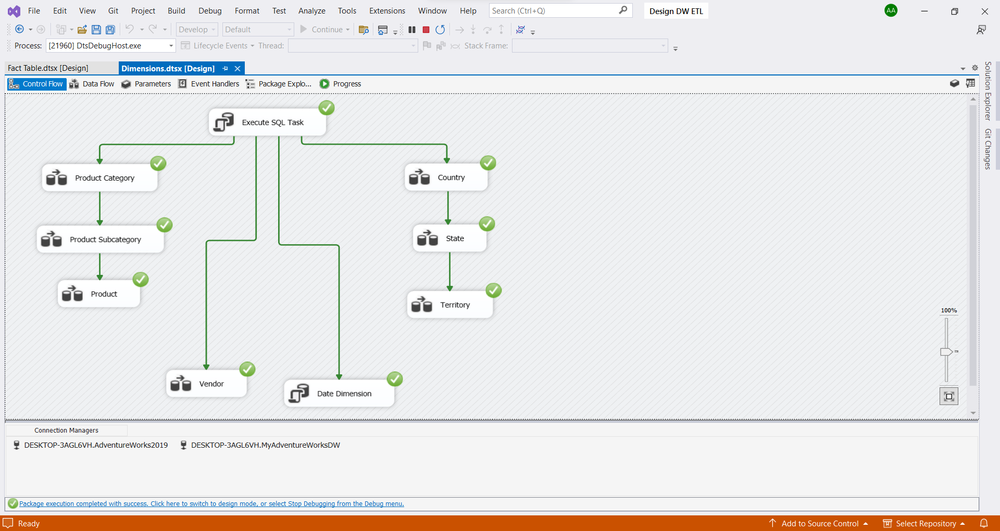 File Edit View Git Project Build Debug Format Test Analyze Tools Extensions Window Help Search (Ctrl+Q) Design DW ETL AA
Develop Default Continue
Process: [21960] DtsDebugHost.exe Lifecycle Events Thread: Stack Frame:
Fact Table.dtsx [Design] Dimensions.dtsx [Design]
Control Flow Data Flow Parameters Event Handlers Package Explo... Progress
Solution Explorer
Git Changes
Execute SQL Task
Product Category
Country
Product Subcategory
State
Product
Territory
100%
Vendor
Date Dimension
Connection Managers
DESKTOP-3AGL6VH.AdventureWorks2019 DESKTOP-3AGL6VH.MyAdventureWorksDW
Package execution completed with success. Click here to switch to design mode, or select Stop Debugging from the Debug menu.
Ready Add to Source Control Select Repository